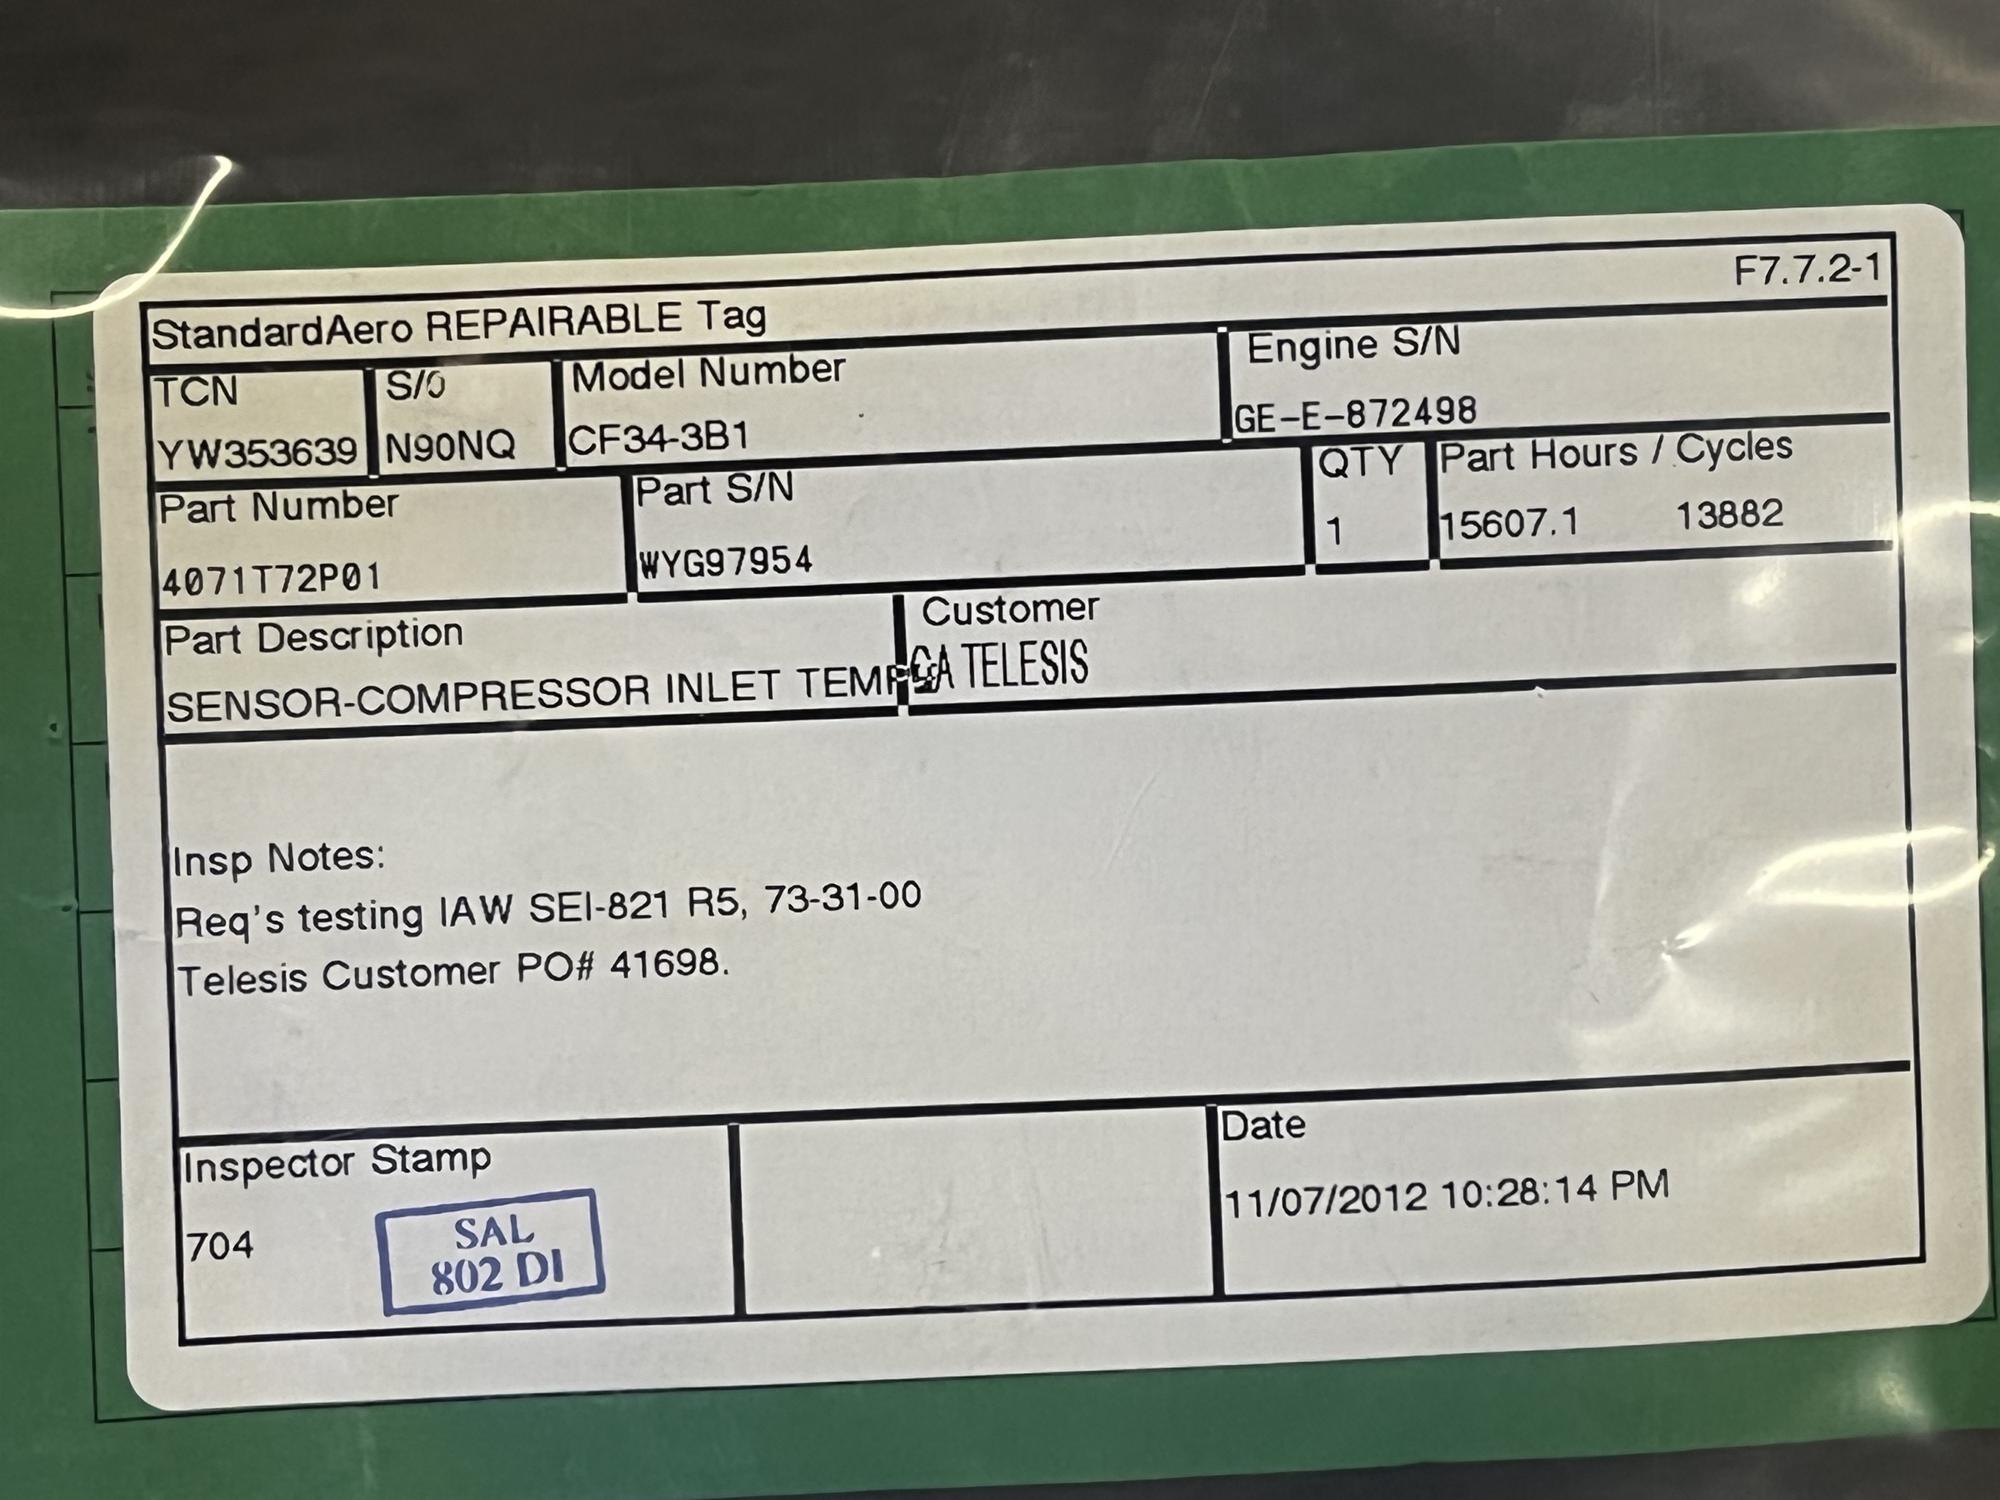 F7.7.2-1
StandardAero REPAIRABLE Tag
TCN S/O Model Number Engine S/N
YW353639 N90NQ CF34-3B1 GE-E-872498
Part Number Part S/N QTY Part Hours / Cycles
4071T72P01 WYG97954 1 15607.1 13882
Part Description Customer
SENSOR-COMPRESSOR INLET TEMP GA TELESIS
Insp Notes:
Req's testing IAW SEI-821 R5, 73-31-00
Telesis Customer PO# 41698.
Inspector Stamp Date
704 11/07/2012 10:28:14 PM
SAL
802 DI